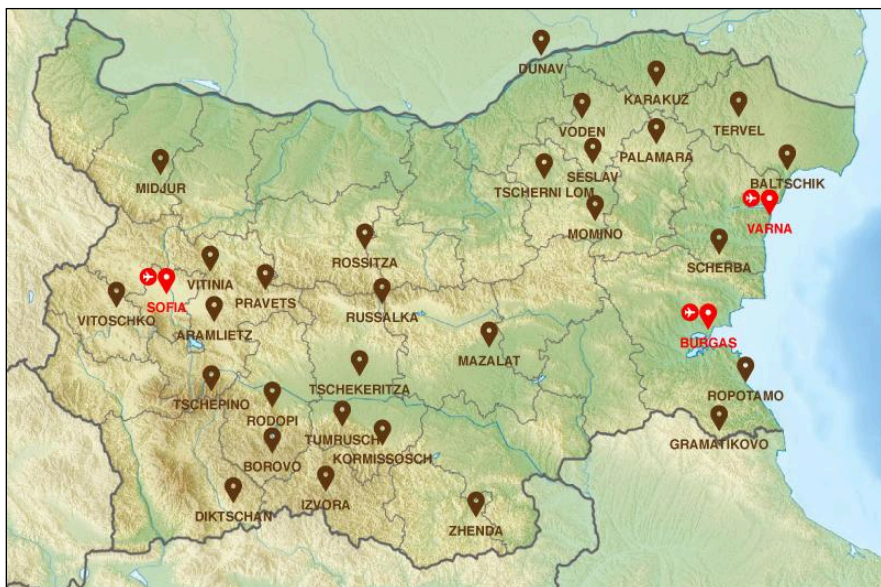 DUNAV
KARAKUZ
VODEN
TERVEL
PALAMARA
SESLAV
BALTSCHIK
MIDJUR
TSCHERNI LOM
VARNA
MOMINO
SCHERBA
ROSSITZA
VITINIA
PRAVETS
SOFIA
VITOSCHKO
RUSSALKA
ARAMLIETZ
BURGAS
MAZALAT
TSCHEKERITZA
TSCHEPINO
ROPOTAMO
RODOPI
TUMRUSCH
GRAMATIKOVO
KORMISSOSCH
BOROVO
IZVORA
DIKTSCHAN
ZHENDA